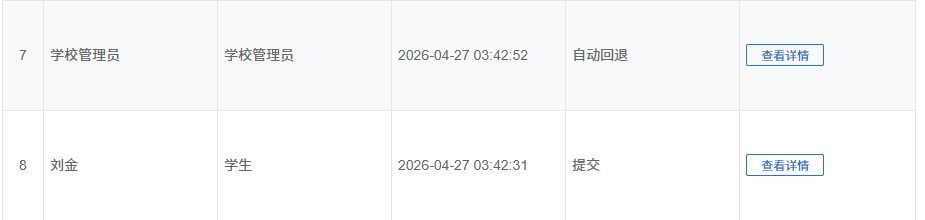 7 学校管理员 学校管理员 2026-04-27 03:42:52 自动回退 查看详情
8 刘金 学生 2026-04-27 03:42:31 提交 查看详情